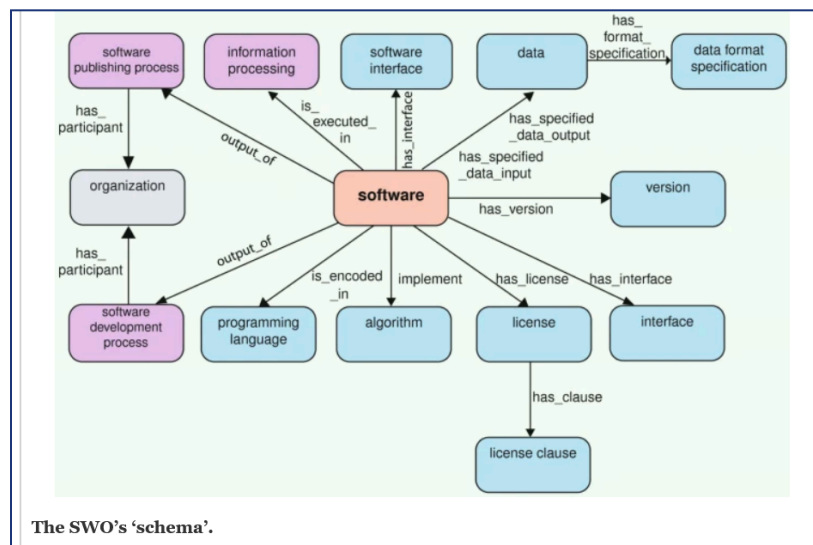 software
publishing process
information
processing
software
interface
data
has_
format_
specification
data format
specification
has_
participant
output_of
is_
executed_
in
has_interface
has_specified
_data_output
has_specified
_data_input
organization
software
has_version
version
has_
participant
output_of
is_encoded
_in
implement
has_license
has_interface
software
development
process
programming
language
algorithm
license
interface
has_clause
license clause
The SWO’s ‘schema’.